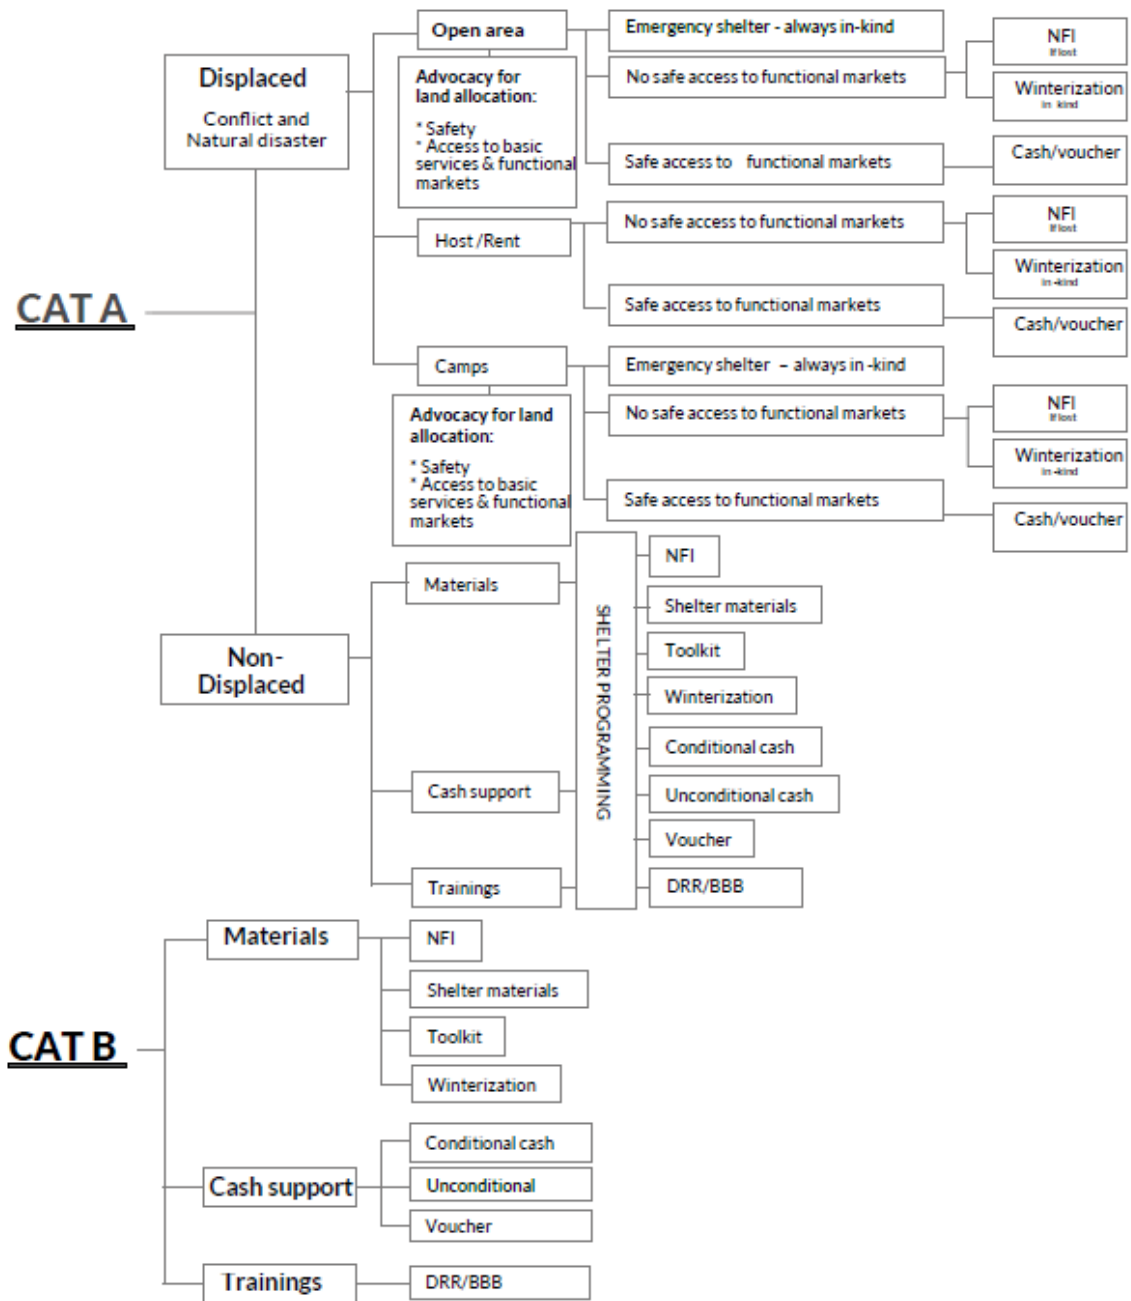 CAT A
Displaced
Conflict and
Natural disaster
Open area
Advocacy for
land allocation:
* Safety
* Access to basic
services & functional
markets
Emergency shelter - always in-kind
No safe access to functional markets
NFI
If lost
Winterization
in kind
Safe access to functional markets
Cash/voucher
Host /Rent
No safe access to functional markets
NFI
If lost
Winterization
in -kind
Safe access to functional markets
Cash/voucher
Camps
Advocacy for land
allocation:
* Safety
* Access to basic
services & functional
markets
Emergency shelter – always in -kind
No safe access to functional markets
NFI
If lost
Winterization
in -kind
Safe access to functional markets
Cash/voucher
Non-
Displaced
Materials
Cash support
Trainings
SHELTER PROGRAMMING
NFI
Shelter materials
Toolkit
Winterization
Conditional cash
Unconditional cash
Voucher
DRR/BBB
CAT B
Materials
NFI
Shelter materials
Toolkit
Winterization
Cash support
Conditional cash
Unconditional
Voucher
Trainings
DRR/BBB